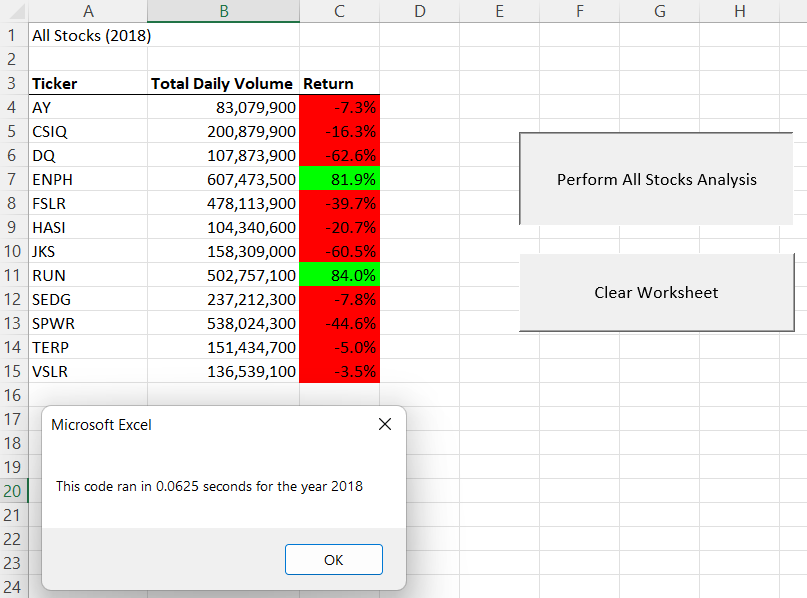 A B C D E F G H
1 All Stocks (2018)
2
3 Ticker Total Daily Volume Return
4 AY 83,079,900 -7.3%
5 CSIQ 200,879,900 -16.3%
6 DQ 107,873,900 -62.6%
7 ENPH 607,473,500 81.9%
8 FSLR 478,113,900 -39.7%
9 HASI 104,340,600 -20.7%
10 JKS 158,309,000 -60.5%
11 RUN 502,757,100 84.0%
12 SEDG 237,212,300 -7.8%
13 SPWR 538,024,300 -44.6%
14 TERP 151,434,700 -5.0%
15 VSLR 136,539,100 -3.5%
16
17
18
19
20
21
22
23
24
Perform All Stocks Analysis
Clear Worksheet
Microsoft Excel
This code ran in 0.0625 seconds for the year 2018
OK